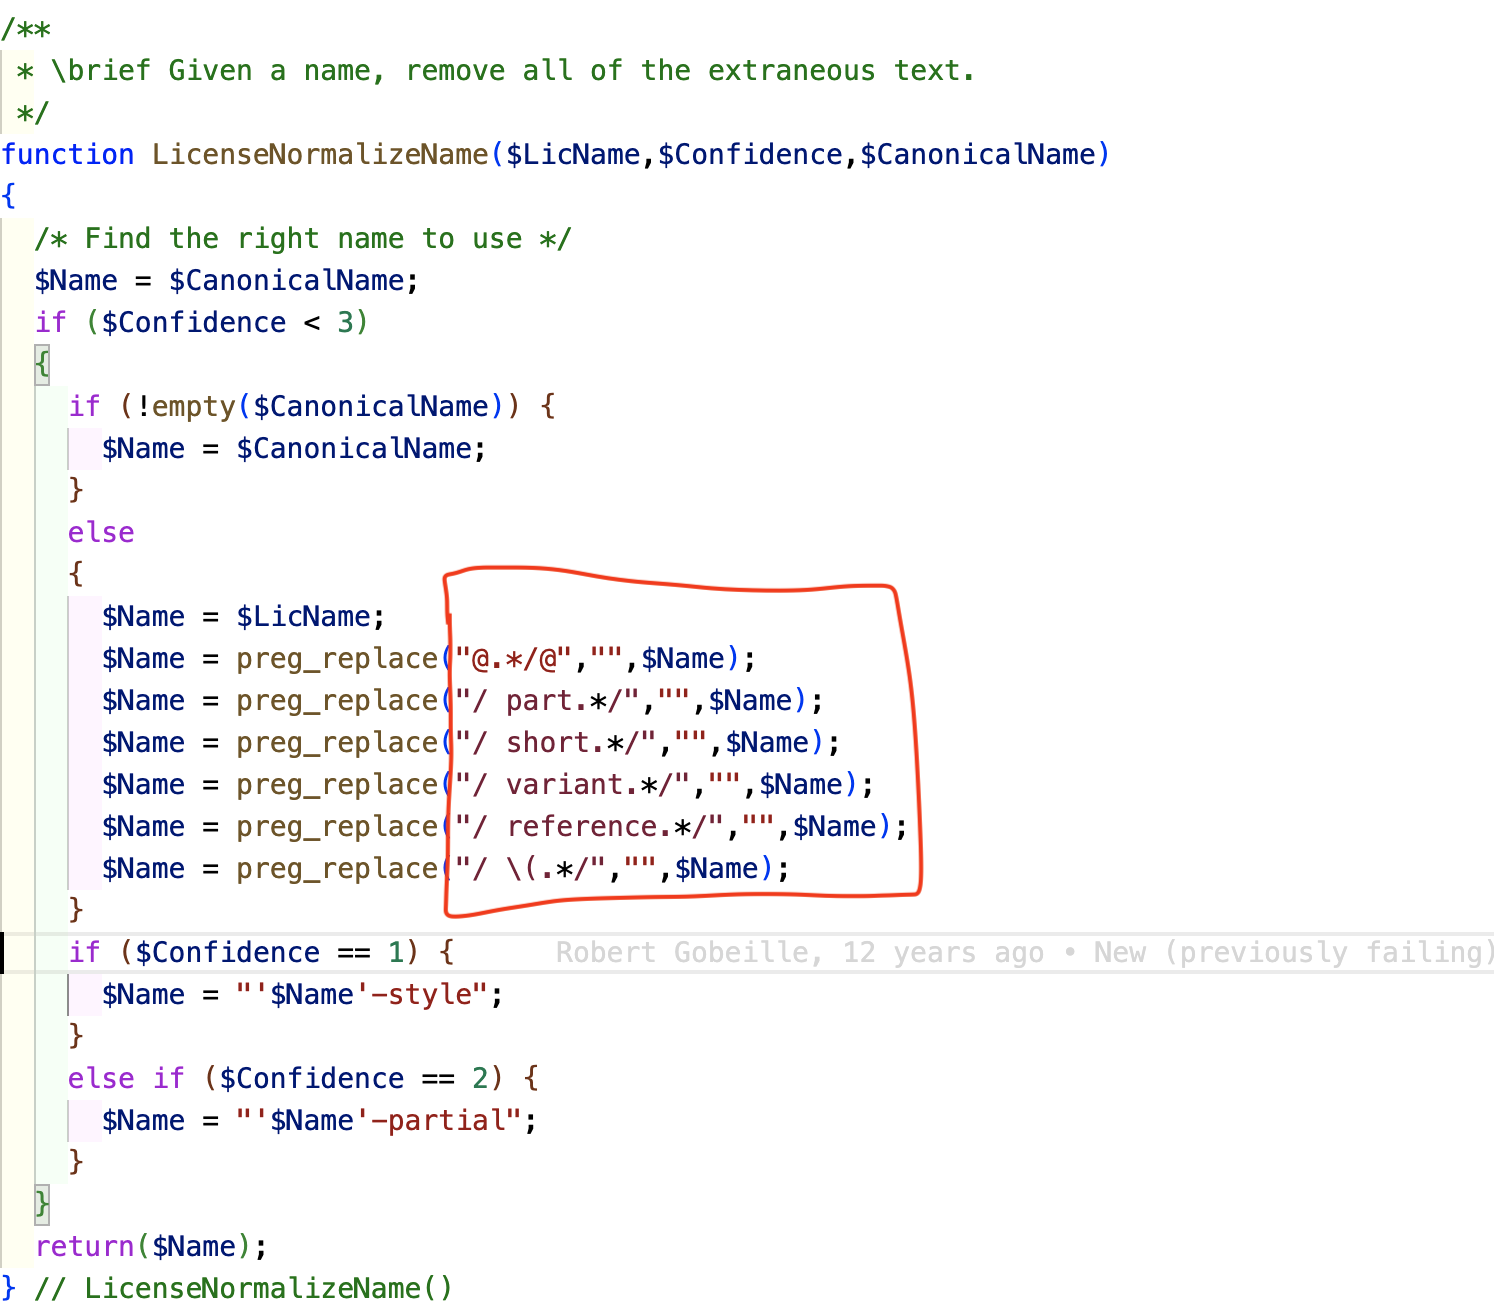 /**
 * \brief Given a name, remove all of the extraneous text.
 */
function LicenseNormalizeName($LicName,$Confidence,$CanonicalName)
{
  /* Find the right name to use */
  $Name = $CanonicalName;
  if ($Confidence < 3)
  {
    if (!empty($CanonicalName)) {
      $Name = $CanonicalName;
    }
    else
    {
      $Name = $LicName;
      $Name = preg_replace("@.*/@","",$Name);
      $Name = preg_replace("/ part.*/","",$Name);
      $Name = preg_replace("/ short.*/","",$Name);
      $Name = preg_replace("/ variant.*/","",$Name);
      $Name = preg_replace("/ reference.*/","",$Name);
      $Name = preg_replace("/ \(.*/","",$Name);
    }
    if ($Confidence == 1) {      Robert Gobeille, 12 years ago • New (previously failing)
      $Name = "'$Name'-style";
    }
    else if ($Confidence == 2) {
      $Name = "'$Name'-partial";
    }
  }
  return($Name);
} // LicenseNormalizeName()